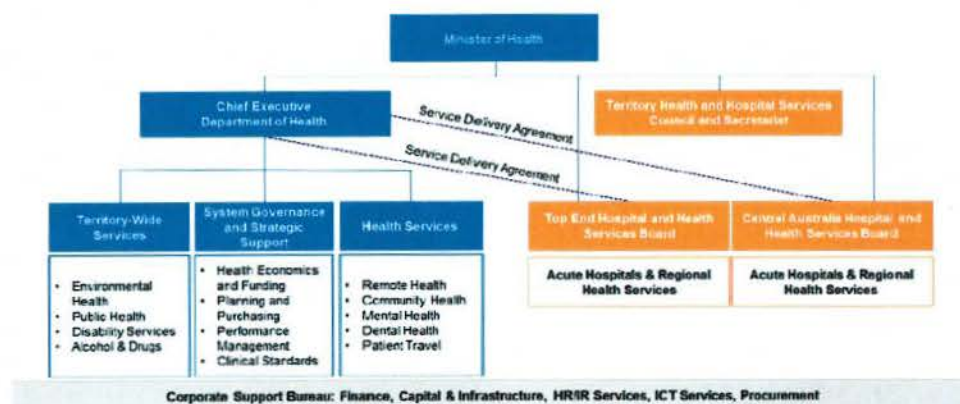 Minister of Health
Chief Executive
Department of Health
Territory Health and Hospital Services
Council and Secretariat
Service Delivery Agreement
Service Delivery Agreement
Territory-Wide
Services
System Governance
and Strategic
Support
Health Services
Top End Hospital and Health
Services Board
Central Australia Hospital and
Health Services Board
• Environmental
Health
• Public Health
• Disability Services
• Alcohol & Drugs
• Health Economics
and Funding
• Planning and
Purchasing
• Performance
Management
• Clinical Standards
• Remote Health
• Community Health
• Mental Health
• Dental Health
• Patient Travel
Acute Hospitals & Regional
Health Services
Acute Hospitals & Regional
Health Services
Corporate Support Bureau: Finance, Capital & Infrastructure, HR/IR Services, ICT Services, Procurement